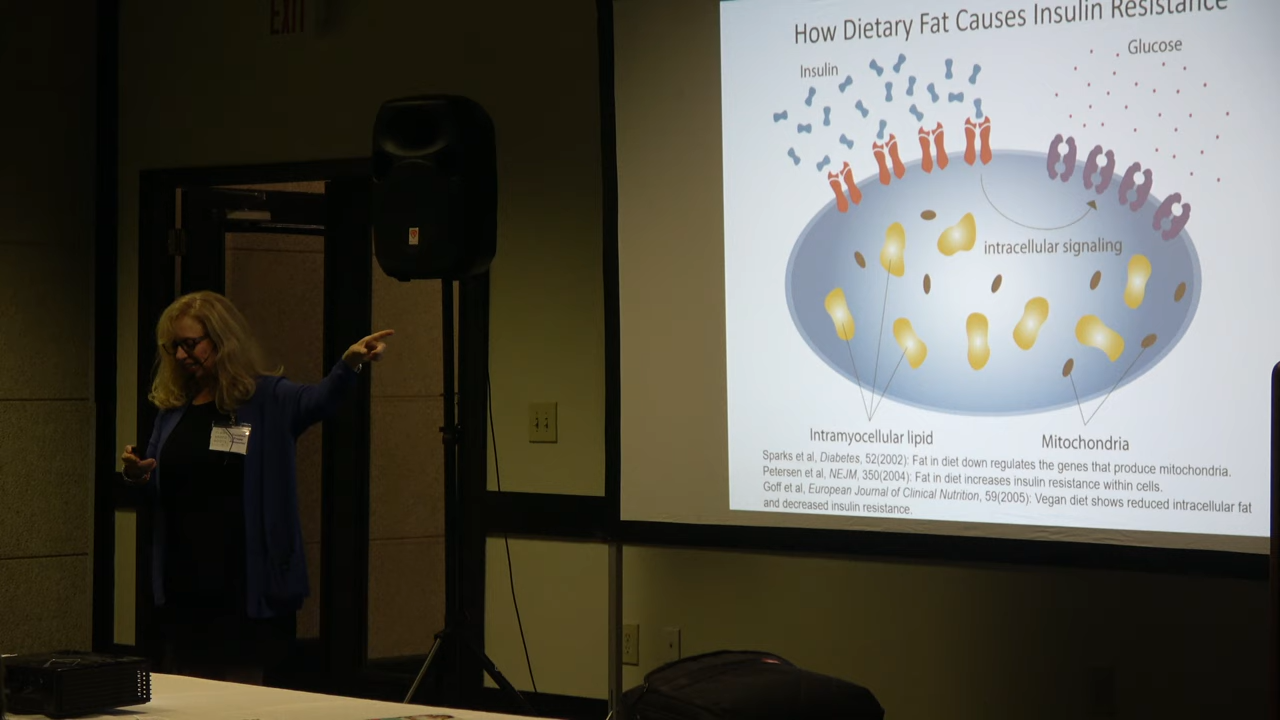 EXIT
How Dietary Fat Causes Insulin Resistance
Insulin
Glucose
intracellular signaling
Intramyocellular lipid
Mitochondria
Sparks et al, Diabetes, 52(2002): Fat in diet down regulates the genes that produce mitochondria.
Petersen et al, NEJM, 350(2004): Fat in diet increases insulin resistance within cells.
Goff et al, European Journal of Clinical Nutrition, 59(2005): Vegan diet shows reduced intracellular fat
and decreased insulin resistance.